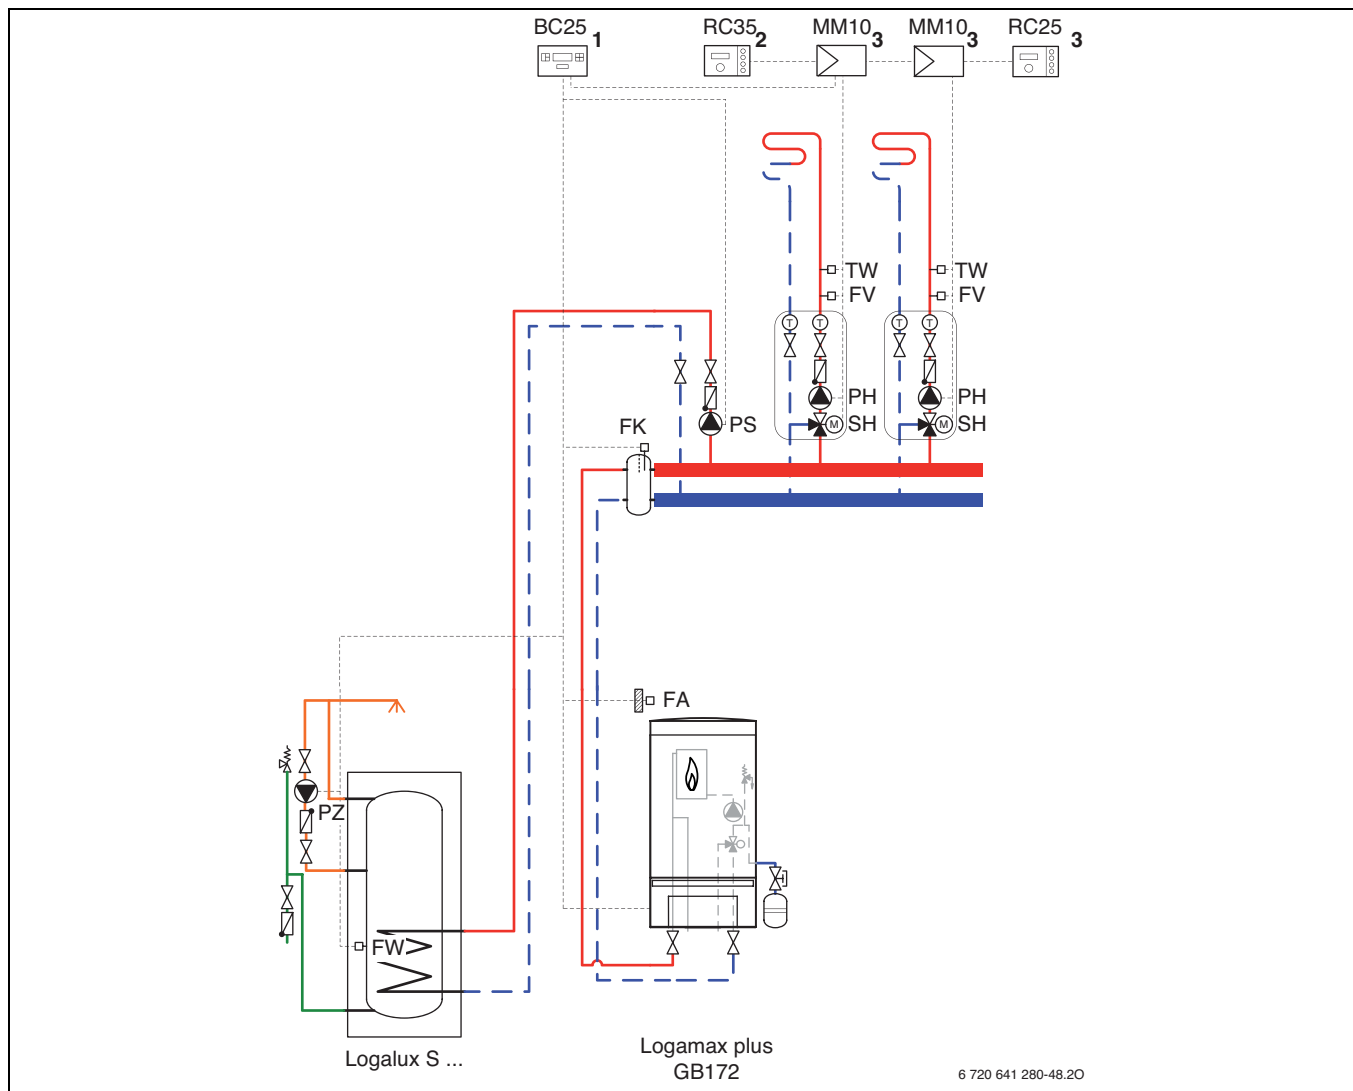 BC25 1
RC35 2
MM10 3
MM10 3
RC25 3
TW
TW
FV
FV
T
T
T
T
PH
PH
FK
PS
M
SH
M
SH
FA
PZ
FW
Logalux S ...
Logamax plus
GB172
6 720 641 280-48.2O